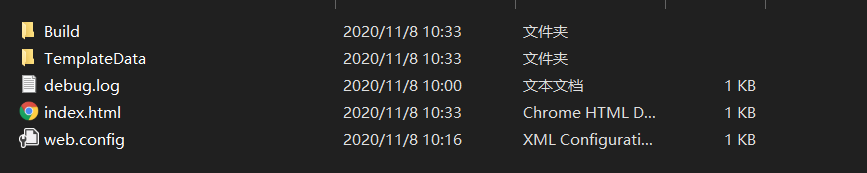 Build 2020/11/8 10:33 文件夹
TemplateData 2020/11/8 10:33 文件夹
debug.log 2020/11/8 10:00 文本文档 1 KB
index.html 2020/11/8 10:33 Chrome HTML D... 1 KB
web.config 2020/11/8 10:16 XML Configurati... 1 KB